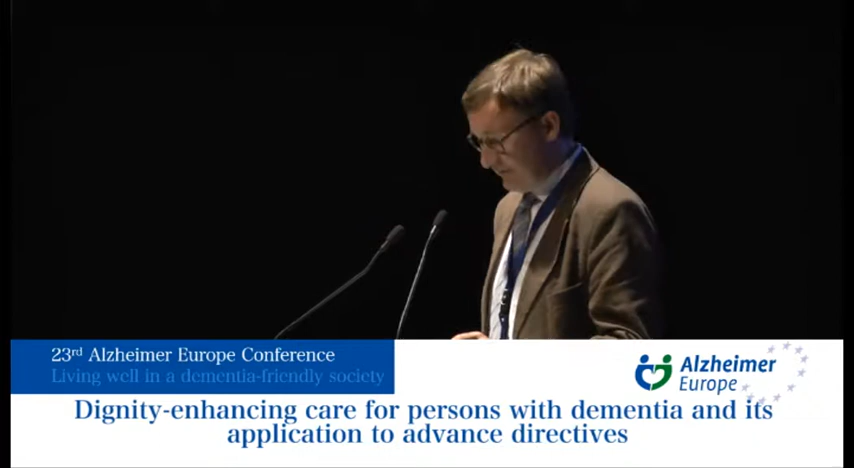 23rd Alzheimer Europe Conference
Living well in a dementia-friendly society
Alzheimer
Europe
Dignity-enhancing care for persons with dementia and its
application to advance directives